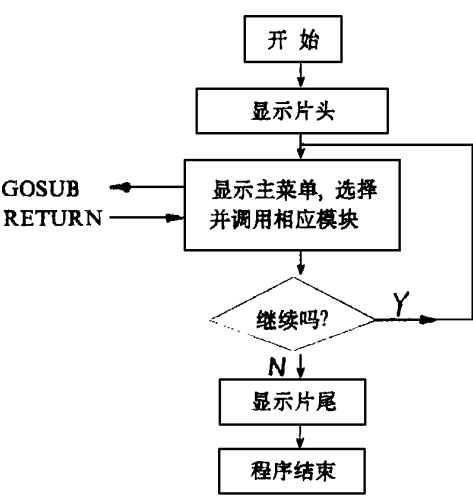 开 始
显示片头
GOSUB
RETURN
显示主菜单, 选择
并调用相应模块
继续吗?
Y
N
显示片尾
程序结束